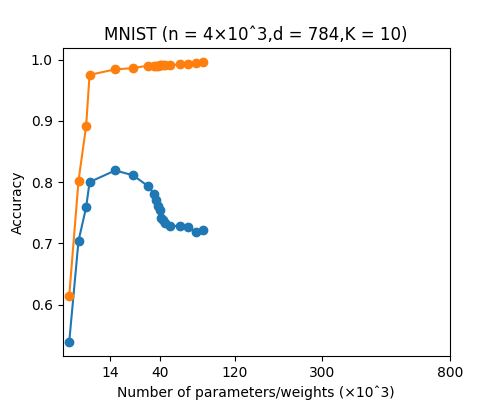 MNIST (n = 4×10ˆ3,d = 784,K = 10)
1.0
0.9
0.8
0.7
0.6
Accuracy
14 40 120 300 800
Number of parameters/weights (×10ˆ3)